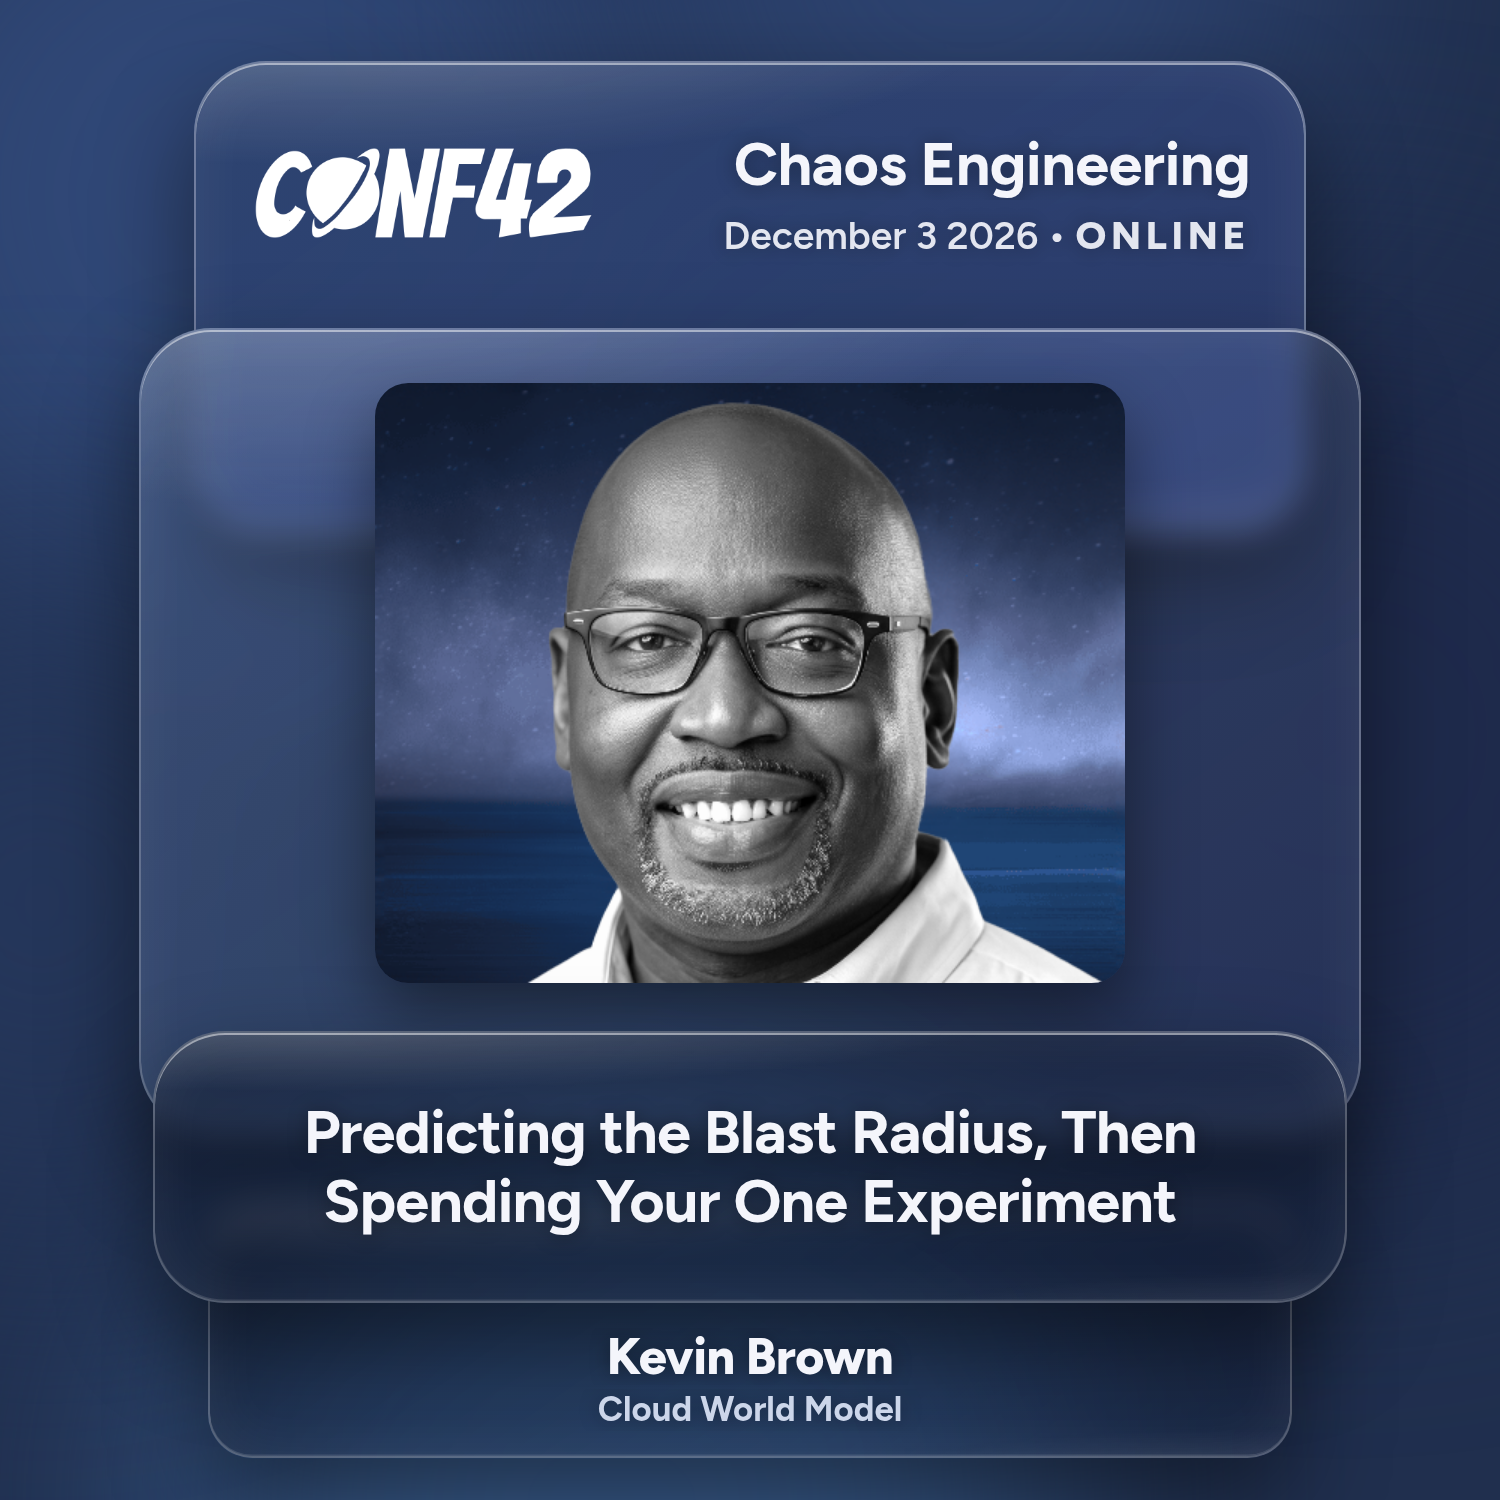 CONF42
Chaos Engineering
December 3 2026 • ONLINE
Predicting the Blast Radius, Then
Spending Your One Experiment
Kevin Brown
Cloud World Model